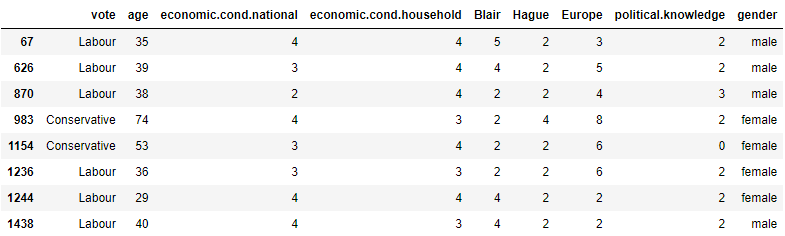 vote age economic.cond.national economic.cond.household Blair Hague Europe political.knowledge gender
67 Labour 35 4 4 5 2 3 2 male
626 Labour 39 3 4 4 2 5 2 male
870 Labour 38 2 4 2 2 4 3 male
983 Conservative 74 4 3 2 4 8 2 female
1154 Conservative 53 3 4 2 2 6 0 female
1236 Labour 36 3 3 2 2 6 2 female
1244 Labour 29 4 4 4 2 2 2 female
1438 Labour 40 4 3 4 2 2 2 male